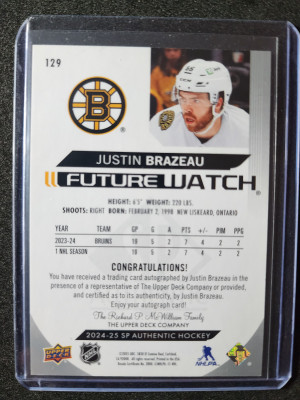 129
B
JUSTIN BRAZEAU
FUTURE WATCH
HEIGHT: 6'5" WEIGHT: 220 LBS.
SHOOTS: RIGHT BORN: FEBRUARY 2, 1998 NEW LISKEARD, ONTARIO
YEAR TEAM GP G A PTS +/- PIM PPG
2023-24 BRUINS 19 5 2 7 4 2 2
1 NHL SEASON 19 5 2 7 4 2 2
CONGRATULATIONS!
You have received a trading card autographed by Justin Brazeau in the
presence of a representative of The Upper Deck Company or provided,
and certified as to its authenticity, by Justin Brazeau.
Enjoy your autograph card!
The Richard P. McWilliam Family
THE UPPER DECK COMPANY
2024-25 SP AUTHENTIC HOCKEY
UPPER DECK
NHLPA